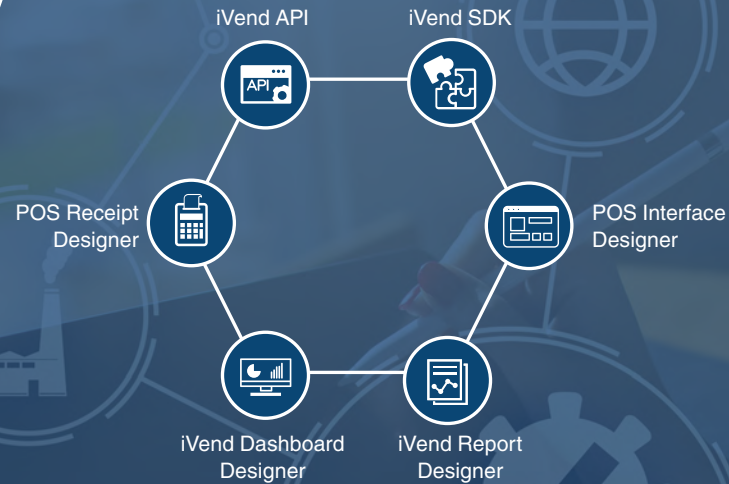 iVend API
iVend SDK
API
POS Receipt
Designer
POS Interface
Designer
iVend Dashboard
Designer
iVend Report
Designer